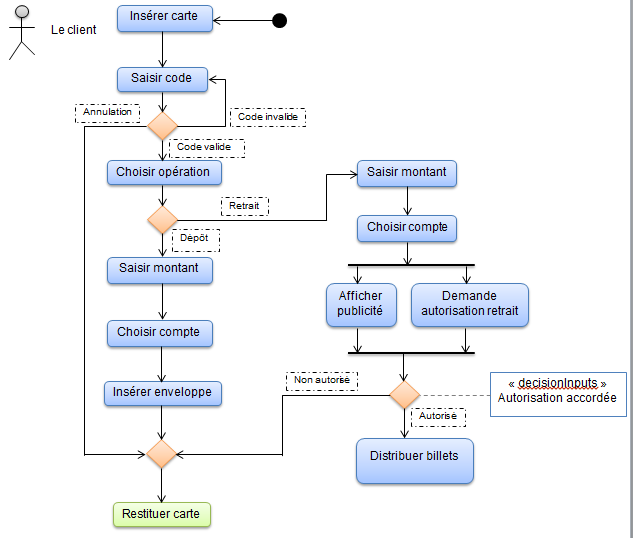 Insérer carte
Le client
Saisir code
Annulation
Code invalide
Code valide
Choisir opération
Saisir montant
Retrait
Choisir compte
Dépôt
Saisir montant
Afficher
publicité
Demande
autorisation retrait
Choisir compte
Non autorisé
« decisionInputs »
Autorisation accordée
Insérer enveloppe
Autorisé
Distribuer billets
Restituer carte